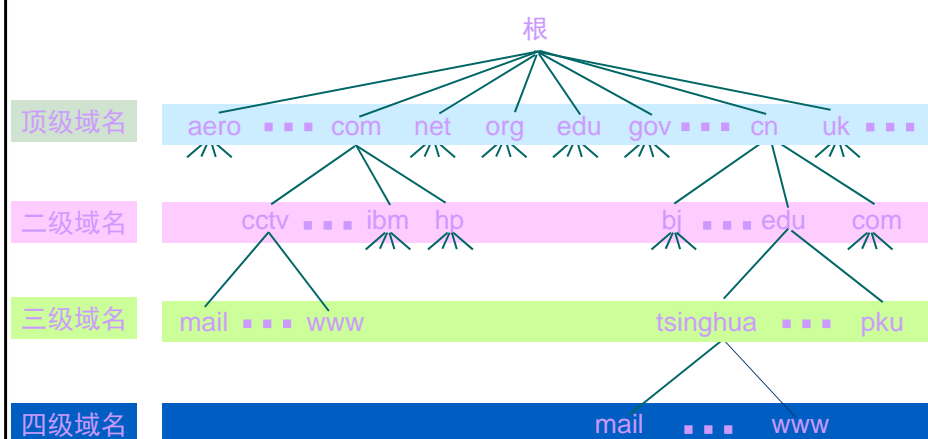 根
顶级域名 aero ▪▪▪ com net org edu gov ▪▪▪ cn uk ▪▪▪
二级域名 cctv ▪▪▪ ibm hp bj ▪▪▪ edu com
三级域名 mail ▪▪▪ www tsinghua ▪▪▪ pku
四级域名 mail ▪▪▪ www